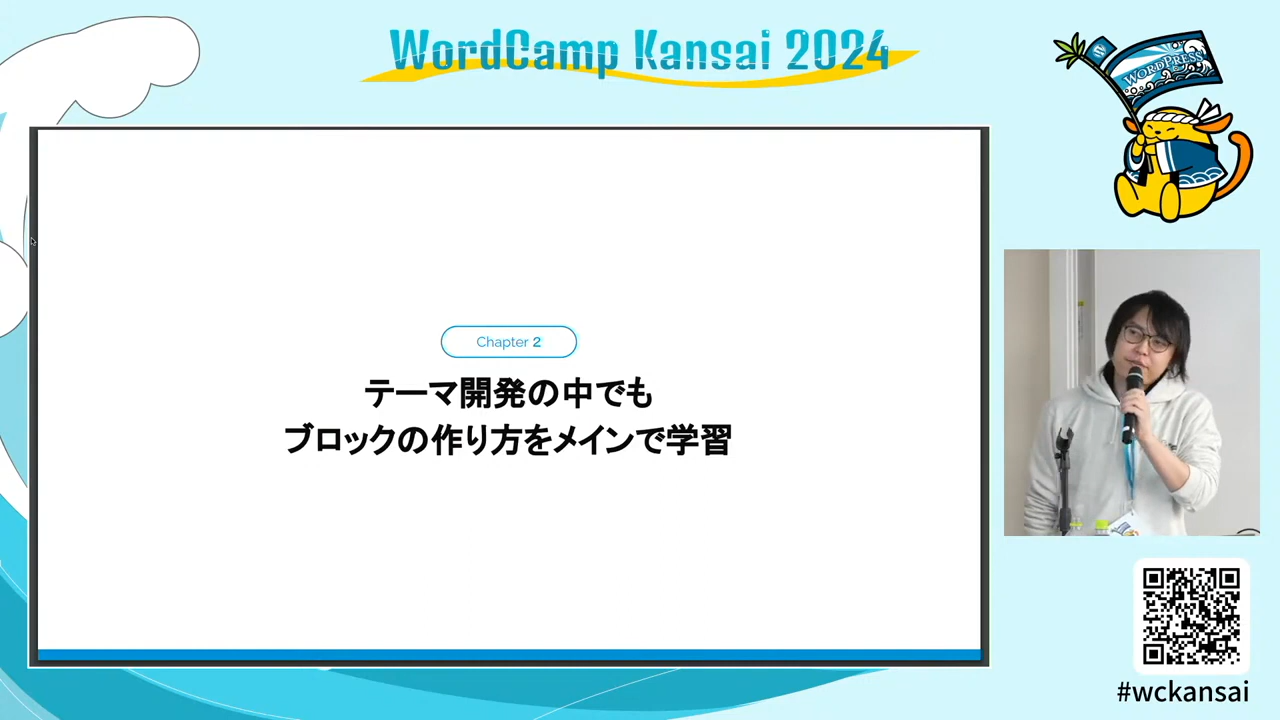 WordCamp Kansai 2024
WORDPRESS
W
Chapter 2
テーマ開発の中でも
ブロックの作り方をメインで学習
#wckansai